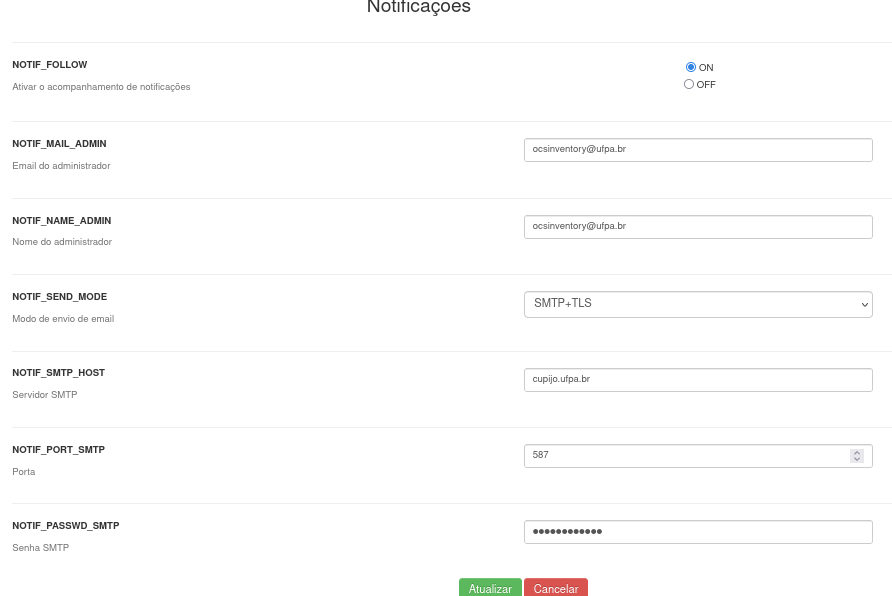 Notificações
NOTIF_FOLLOW
Ativar o acompanhamento de notificações
ON
OFF
NOTIF_MAIL_ADMIN
Email do administrador
ocsinventory@ufpa.br
NOTIF_NAME_ADMIN
Nome do administrador
ocsinventory@ufpa.br
NOTIF_SEND_MODE
Modo de envio de email
SMTP+TLS
NOTIF_SMTP_HOST
Servidor SMTP
cupijo.ufpa.br
NOTIF_PORT_SMTP
Porta
587
NOTIF_PASSWD_SMTP
Senha SMTP
●●●●●●●●●●●●
Atualizar Cancelar